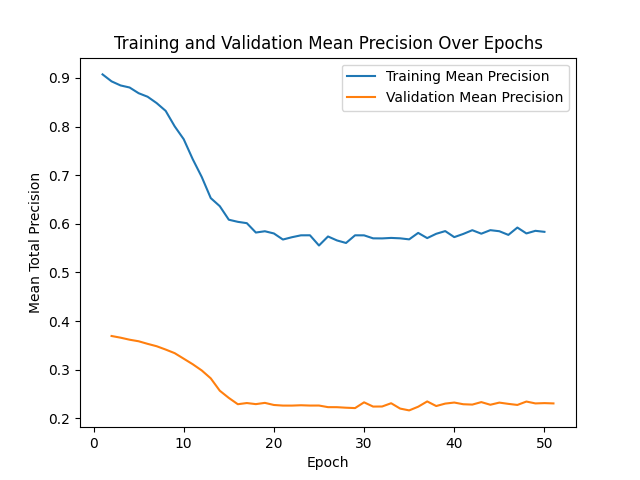 Training and Validation Mean Precision Over Epochs
Training Mean Precision
Validation Mean Precision
Mean Total Precision
0.9
0.8
0.7
0.6
0.5
0.4
0.3
0.2
0
10
20
30
40
50
Epoch